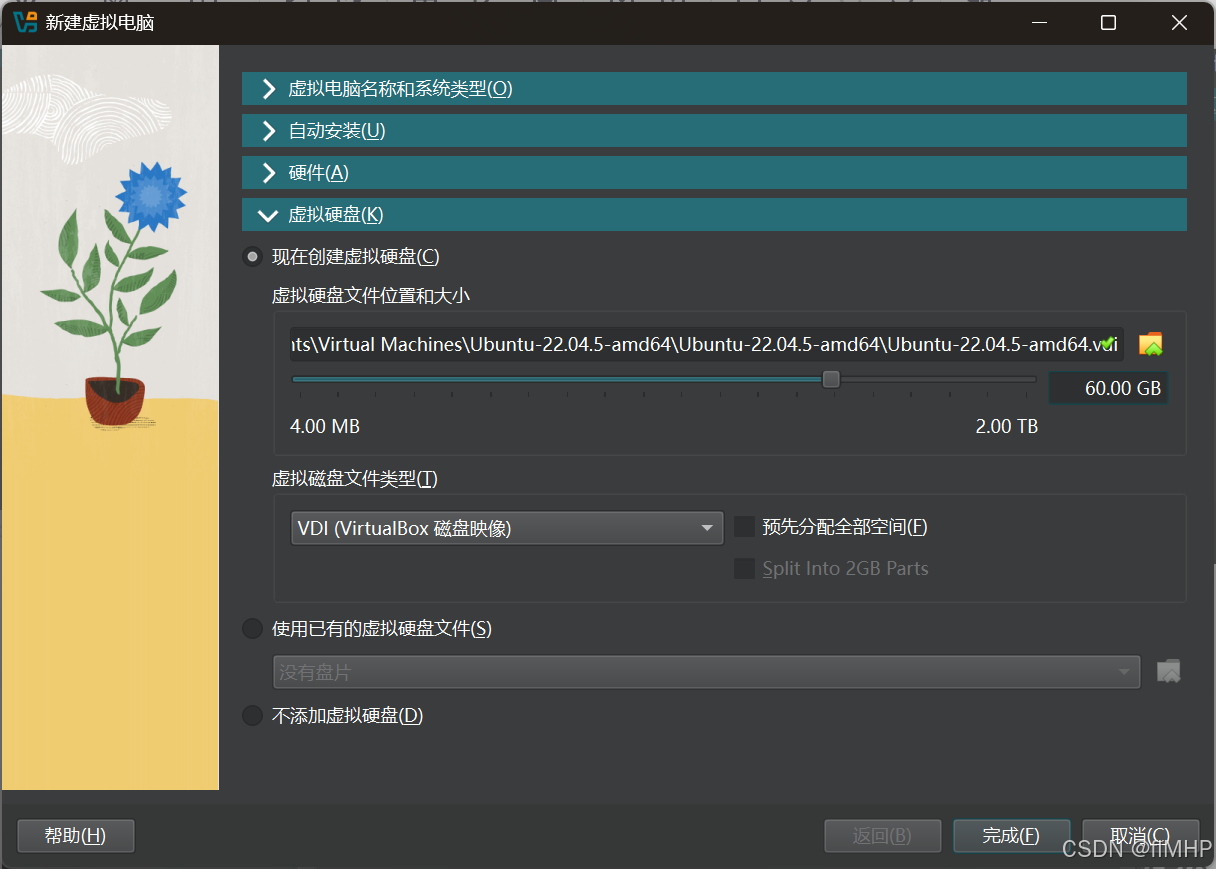 新建虚拟电脑
虚拟电脑名称和系统类型(O)
自动安装(U)
硬件(A)
虚拟硬盘(K)
现在创建虚拟硬盘(C)
虚拟硬盘文件位置和大小
nts\Virtual Machines\Ubuntu-22.04.5-amd64\Ubuntu-22.04.5-amd64\Ubuntu-22.04.5-amd64.vdi
60.00 GB
4.00 MB 2.00 TB
虚拟磁盘文件类型(T)
VDI (VirtualBox 磁盘映像) 预先分配全部空间(F)
Split Into 2GB Parts
使用已有的虚拟硬盘文件(S)
没有盘片
不添加虚拟硬盘(D)
帮助(H) 返回(B) 完成(F) 取消(C)